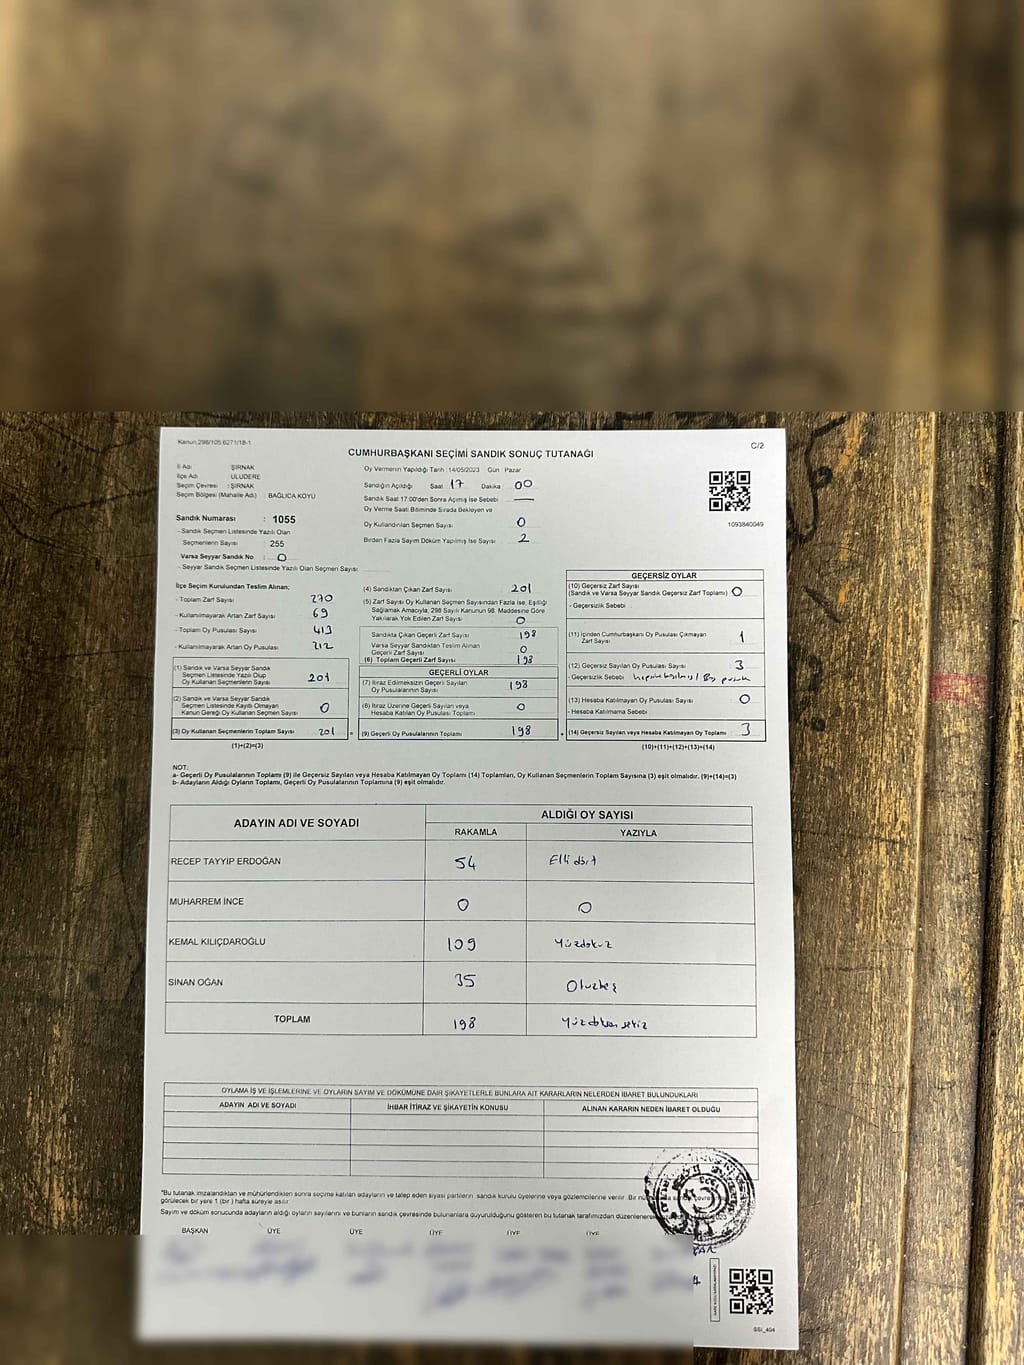 Kanun:298/105.6271/18-1
C/2
CUMHURBAŞKANI SEÇİMİ SANDIK SONUÇ TUTANAĞI
İl Adı : ŞIRNAK
İlçe Adı : ULUDERE
Seçim Çevresi : ŞIRNAK
Seçim Bölgesi (Mahalle Adı) BAĞLICA KÖYÜ
Sandık Numarası : 1055
- Sandık Seçmen Listesinde Yazılı Olan
Seçmenlerin Sayısı : 255
Varsa Seyyar Sandık No : 0
- Seyyar Sandık Seçmen Listesinde Yazılı Olan Seçmen Sayısı:
Oy Vermenin Yapıldığı Tarih :14/05/2023 Gün : Pazar
Sandığın Açıldığı Saat 17 Dakika 00
Sandık Saat 17:00'den Sonra Açılmış İse Sebebi
Oy Verme Saati Bitiminde Sırada Bekleyen ve
Oy Kullandırılan Seçmen Sayısı 0
Birden Fazla Sayım Döküm Yapılmış İse Sayısı 2
1093840049
İlçe Seçim Kurulundan Teslim Alınan;
- Toplam Zarf Sayısı 270
- Kullanılmayarak Artan Zarf Sayısı 69
- Toplam Oy Pusulası Sayısı 413
- Kullanılmayarak Artan Oy Pusulası 212
(1) Sandık ve Varsa Seyyar Sandık
Seçmen Listesinde Yazılı Olup
Oy Kullanan Seçmenlerin Sayısı 201
(2) Sandık ve Varsa Seyyar Sandık
Seçmen Listesinde Kayıtlı Olmayan
Kanun Gereği Oy Kullanan Seçmen Sayısı 0
(3) Oy Kullanan Seçmenlerin Toplam Sayısı 201
(1)+(2)=(3)
(4) Sandıktan Çıkan Zarf Sayısı 201
(5) Zarf Sayısı Oy Kullanan Seçmen Sayısından Fazla İse, Eşitliği
Sağlamak Amacıyla; 298 Sayılı Kanunun 98. Maddesine Göre
Yakılarak Yok Edilen Zarf Sayısı 0
Sandıkta Çıkan Geçerli Zarf Sayısı 198
Varsa Seyyar Sandıktan Teslim Alınan
Geçerli Zarf Sayısı 0
(6) Toplam Geçerli Zarf Sayısı 198
GEÇERLİ OYLAR
(7) İtiraz Edilmeksizin Geçerli Sayılan
Oy Pusulalarının Sayısı 198
(8) İtiraz Üzerine Geçerli Sayılan veya
Hesaba Katılan Oy Pusulası Toplamı 0
= (9) Geçerli Oy Pusulalarının Toplamı 198
GEÇERSİZ OYLAR
(10) Geçersiz Zarf Sayısı
(Sandık ve Varsa Seyyar Sandık Geçersiz Zarf Toplamı) 0
- Geçersizlik Sebebi :
(11) İçinden Cumhurbaşkanı Oy Pusulası Çıkmayan
Zarf Sayısı 1
(12) Geçersiz Sayılan Oy Pusulası Sayısı 3
- Geçersizlik Sebebi
(13) Hesaba Katılmayan Oy Pusulası Sayısı 0
- Hesaba Katılmama Sebebi
+ (14) Geçersiz Sayılan veya Hesaba Katılmayan Oy Toplamı 3
(10)+(11)+(12)+(13)=(14)
NOT:
a- Geçerli Oy Pusulalarının Toplamı (9) ile Geçersiz Sayılan veya Hesaba Katılmayan Oy Toplamı (14) Toplamları, Oy Kullanan Seçmenlerin Toplam Sayısına (3) eşit olmalıdır. (9)+(14)=(3)
b- Adayların Aldığı Oyların Toplamı, Geçerli Oy Pusulalarının Toplamına (9) eşit olmalıdır.
ADAYIN ADI VE SOYADI ALDIĞI OY SAYISI
RAKAMLA YAZIYLA
RECEP TAYYIP ERDOĞAN 54 Elli dört
MUHARREM İNCE 0 0
KEMAL KILIÇDAROĞLU 109 Yüzdokuz
SİNAN OĞAN 35 Otuzbeş
TOPLAM 198 Yüzdoksan sekiz
OYLAMA İŞ VE İŞLEMLERİNE VE OYLARIN SAYIM VE DÖKÜMÜNE DAİR ŞİKAYETLERLE BUNLARA AİT KARARLARIN NELERDEN İBARET BULUNDUKLARI
ADAYIN ADI VE SOYADI İHBAR İTİRAZ VE ŞİKAYETİN KONUSU ALINAN KARARIN NEDEN İBARET OLDUĞU
*Bu tutanak imzalandıktan ve mühürlendikten sonra seçime katılan adayların ve talep eden siyasi partilerin sandık kurulu üyelerine veya gözlemcilerine verilir. Bir
görülecek bir yere 1 (bir) hafta süreyle asılır.
Sayım ve döküm sonucunda adayların aldığı oyların sayılarını ve bunların sandık çevresinde bulunanlara duyurulduğunu gösteren bu tutanak tarafımızdan
BAŞKAN ÜYE ÜYE ÜYE ÜYE ÜYE
SSİ_404